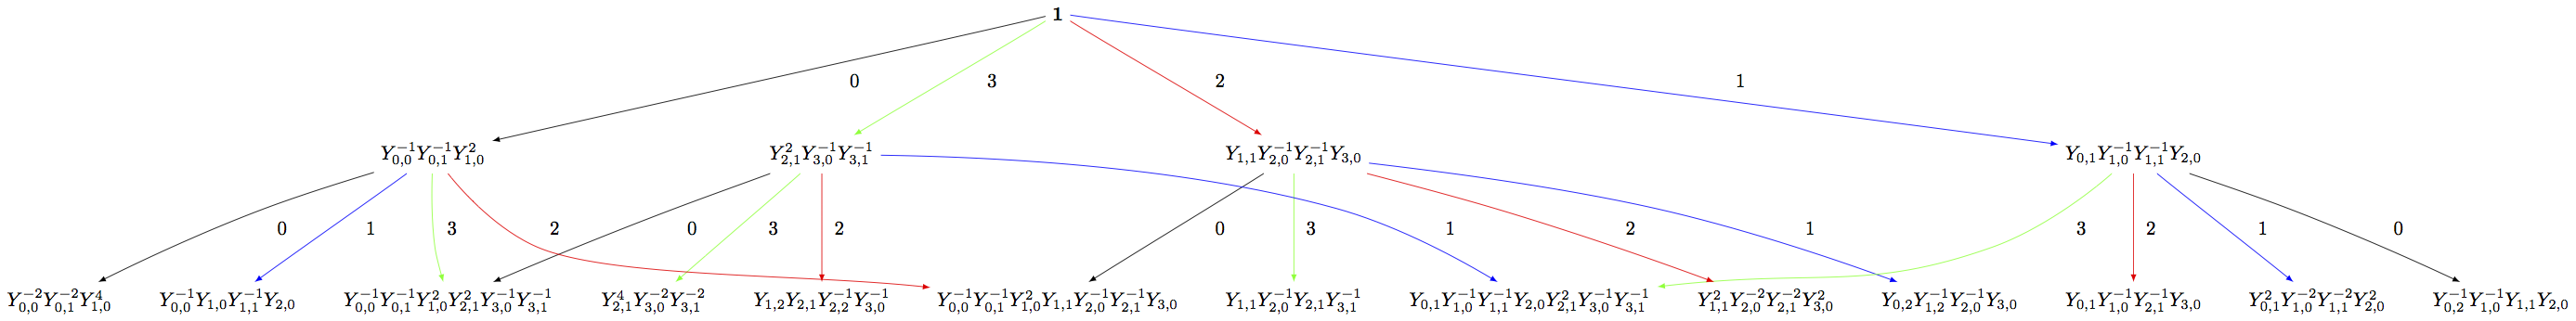 1
0 3 2 1
Y_{0,0}^{-1}Y_{0,1}^{-1}Y_{1,0}^{2} Y_{2,1}^{2}Y_{3,0}^{-1}Y_{3,1}^{-1} Y_{1,1}Y_{2,0}^{-1}Y_{2,1}^{-1}Y_{3,0} Y_{0,1}Y_{1,0}^{-1}Y_{1,1}^{-1}Y_{2,0}
0 1 3 2 0 3 2 0 3 1 2 1 3 2 1 0
Y_{0,0}^{-2}Y_{0,1}^{-2}Y_{1,0}^{4} Y_{0,0}^{-1}Y_{1,0}Y_{1,1}^{-1}Y_{2,0} Y_{0,0}^{-1}Y_{0,1}^{-1}Y_{1,0}^{2}Y_{2,1}^{2}Y_{3,0}^{-1}Y_{3,1}^{-1} Y_{2,1}^{4}Y_{3,0}^{-2}Y_{3,1}^{-2} Y_{1,2}Y_{2,1}Y_{2,2}^{-1}Y_{3,0}^{-1} Y_{0,0}^{-1}Y_{0,1}^{-1}Y_{1,0}^{2}Y_{1,1}Y_{2,0}^{-1}Y_{2,1}^{-1}Y_{3,0} Y_{1,1}Y_{2,0}^{-1}Y_{2,1}Y_{3,1}^{-1} Y_{0,1}Y_{1,0}^{-1}Y_{1,1}^{-1}Y_{2,0}Y_{2,1}^{2}Y_{3,0}^{-1}Y_{3,1}^{-1} Y_{1,1}^{2}Y_{2,0}^{-2}Y_{2,1}^{-2}Y_{3,0}^{2} Y_{0,2}Y_{1,2}^{-1}Y_{2,0}^{-1}Y_{3,0} Y_{0,1}Y_{1,0}^{-1}Y_{2,1}^{-1}Y_{3,0} Y_{0,1}^{2}Y_{1,0}^{-2}Y_{1,1}^{-2}Y_{2,0}^{2} Y_{0,2}^{-1}Y_{1,0}Y_{1,1}Y_{2,0}